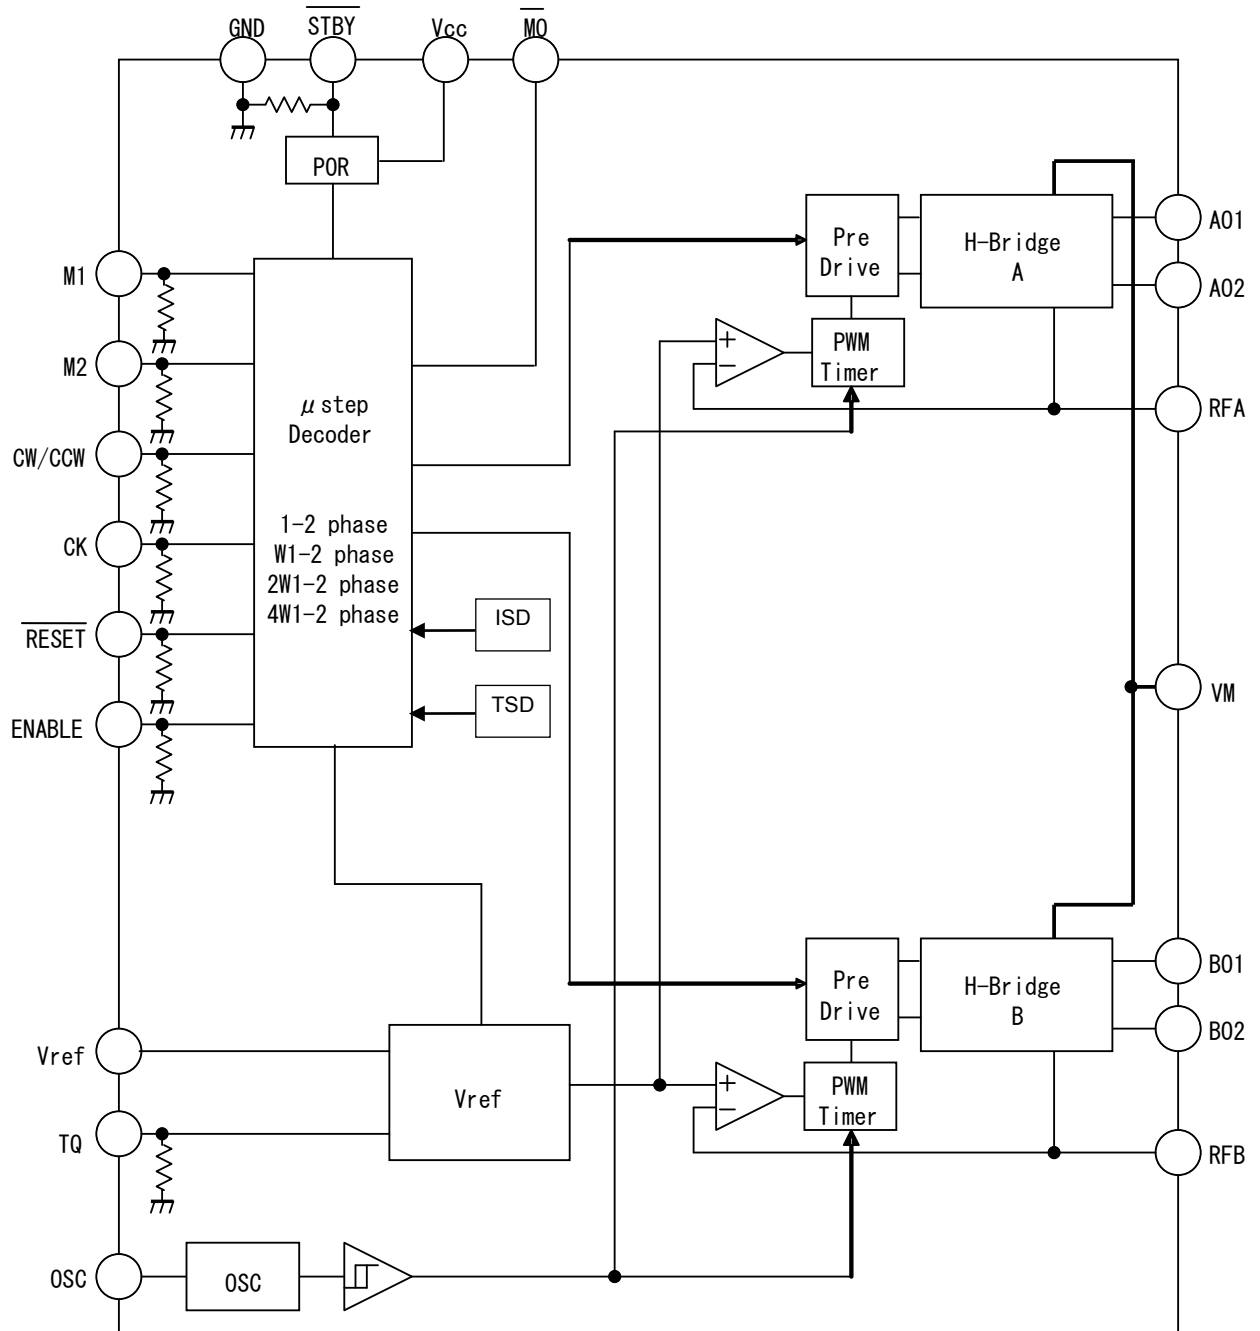 GND
STBY
Vcc
MO
POR
M1
M2
CW/CCW
CK
RESET
ENABLE
μstep
Decoder
1-2 phase
W1-2 phase
2W1-2 phase
4W1-2 phase
ISD
TSD
Pre
Drive
H-Bridge
A
AO1
AO2
+
−
PWM
Timer
RFA
VM
Pre
Drive
H-Bridge
B
BO1
BO2
Vref
TQ
Vref
+
−
PWM
Timer
RFB
OSC
OSC